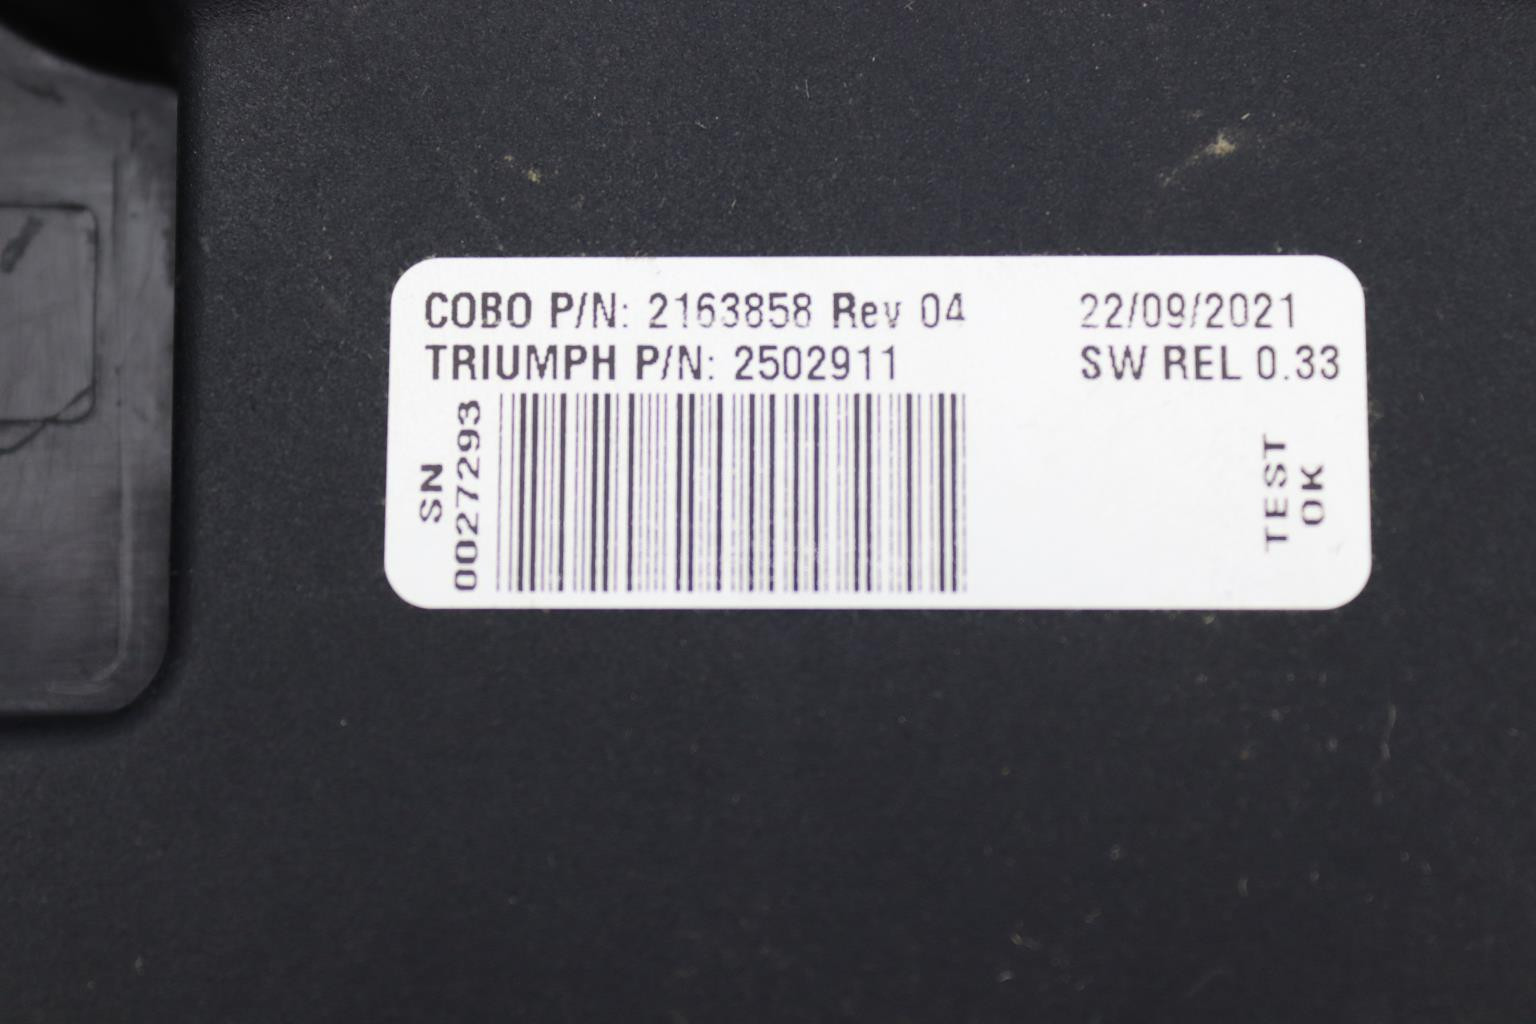 COBO P/N: 2163858 Rev 04 22/09/2021
TRIUMPH P/N: 2502911 SW REL 0.33
SN
0027293
TEST
OK